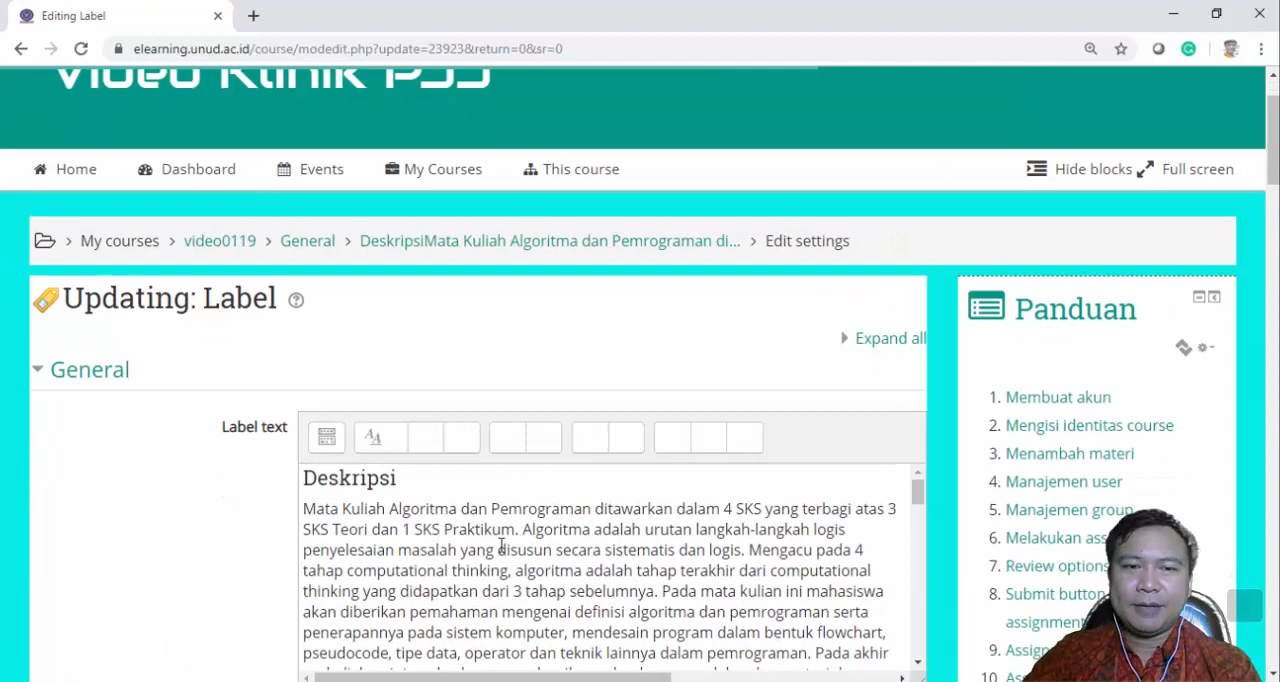 Editing Label
elearning.unud.ac.id/course/modedit.php?update=23923&return=0&sr=0
Video Klinik P3S
Home Dashboard Events My Courses This course Hide blocks Full screen
My courses > video0119 > General > DeskripsiMata Kuliah Algoritma dan Pemrograman di... > Edit settings
Updating: Label
Expand all
General
Label text
Deskripsi
Mata Kuliah Algoritma dan Pemrograman ditawarkan dalam 4 SKS yang terbagi atas 3
SKS Teori dan 1 SKS Praktikum. Algoritma adalah urutan langkah-langkah logis
penyelesaian masalah yang disusun secara sistematis dan logis. Mengacu pada 4
tahap computational thnking, algoritma adalah tahap terakhir dari computational
thinking yang didapatkan dari 3 tahap sebelumnya. Pada mata kulian ini mahasiswa
akan diberikan pemahaman mengenai definisi algoritma dan pemrograman serta
penerapannya pada sistem komputer, mendesain program dalam bentuk flowchart,
pseudocode, tipe data, operator dan teknik lainnya dalam pemrograman. Pada akhir
Panduan
1. Membuat akun
2. Mengisi identitas course
3. Menambah materi
4. Manajemen user
5. Manajemen group
6. Melakukan
7. Review options
8. Submit button
9.
10.